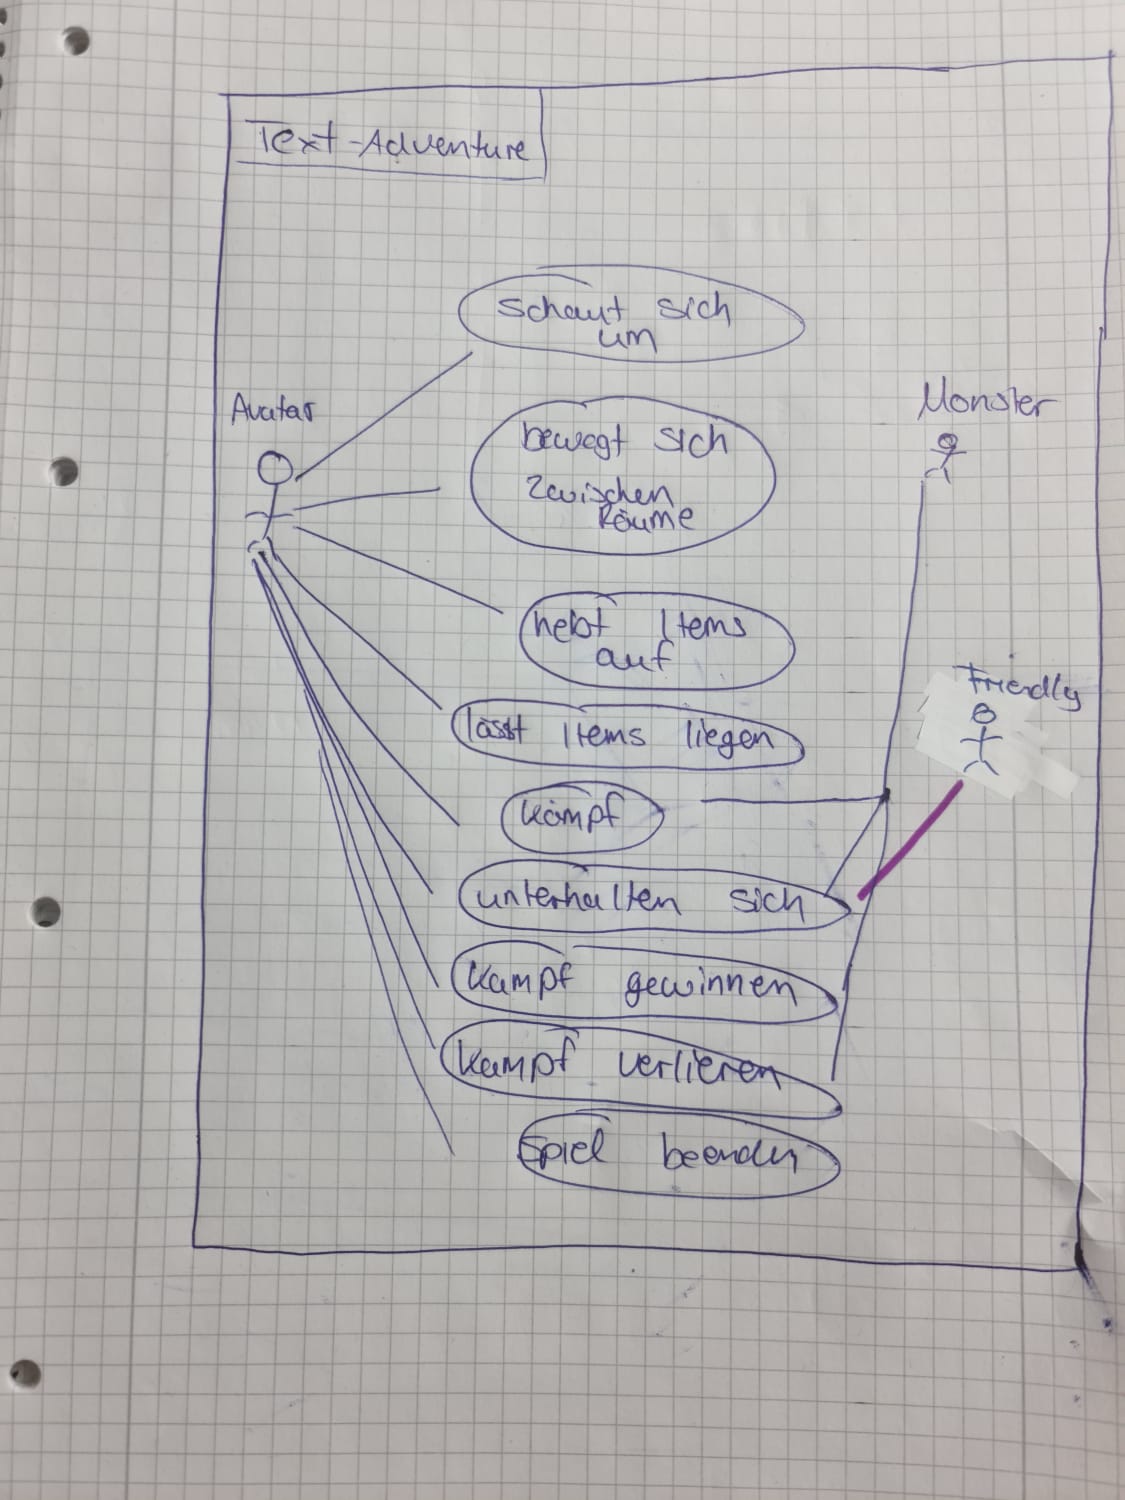 Text-Adventure
schaut sich
um
Avatar
Monster
bewegt sich
zwischen
Räume
hebt Items
auf
Friendly
lässt Items liegen
kämpf
unterhalten sich
kampf gewinnen
kampf verlieren
Spiel beenden